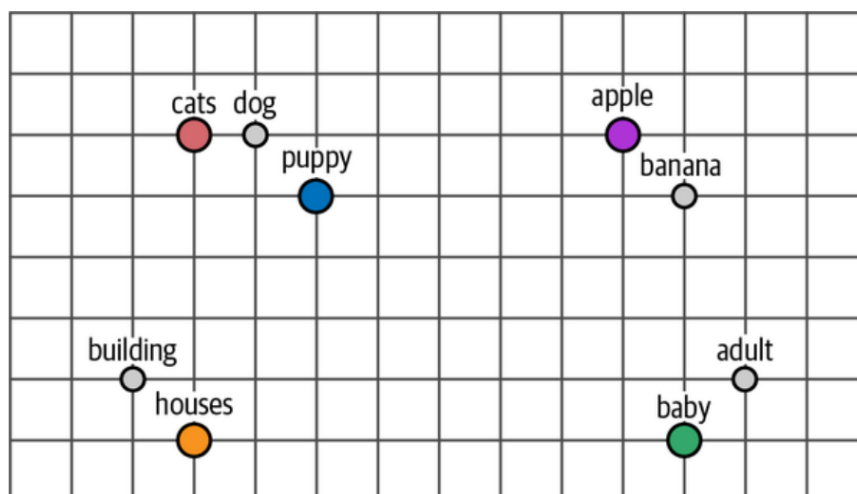 cats dog
apple
puppy
banana
building
adult
houses
baby